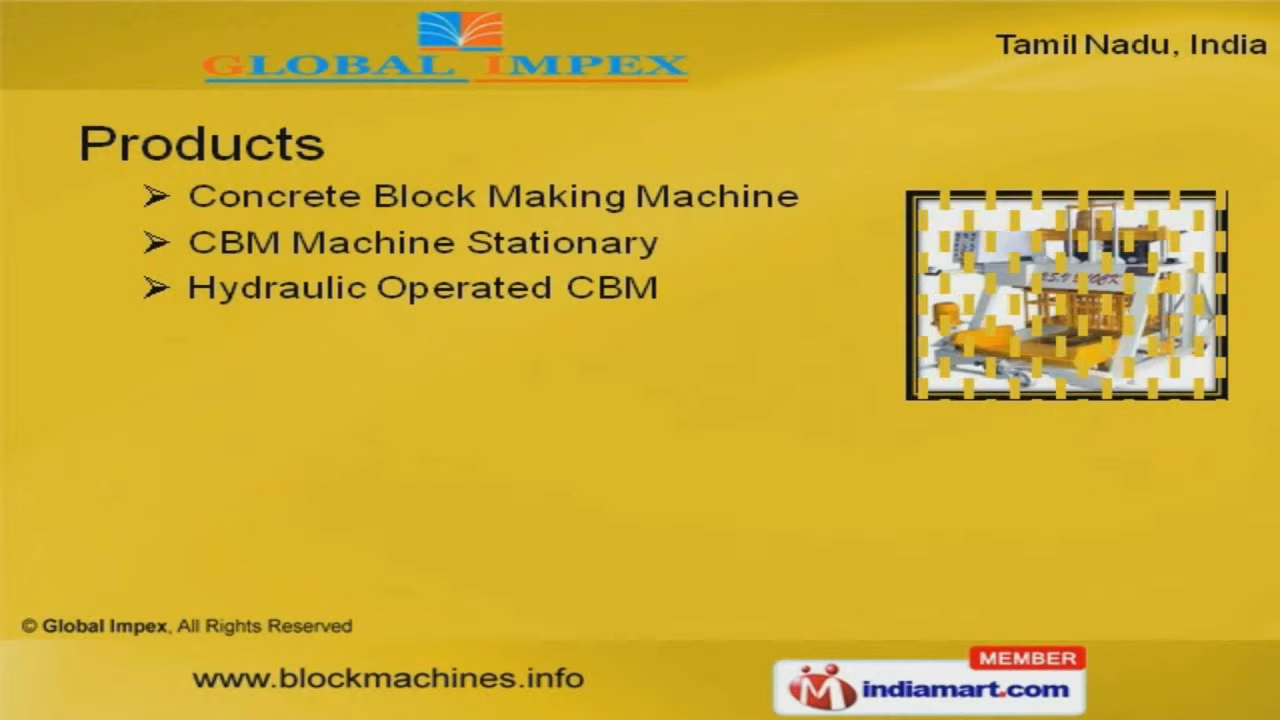 GLOBAL IMPEX
Tamil Nadu, India
Products
➢ Concrete Block Making Machine
➢ CBM Machine Stationary
➢ Hydraulic Operated CBM
© Global Impex, All Rights Reserved
www.blockmachines.info
MEMBER
indiamart.com